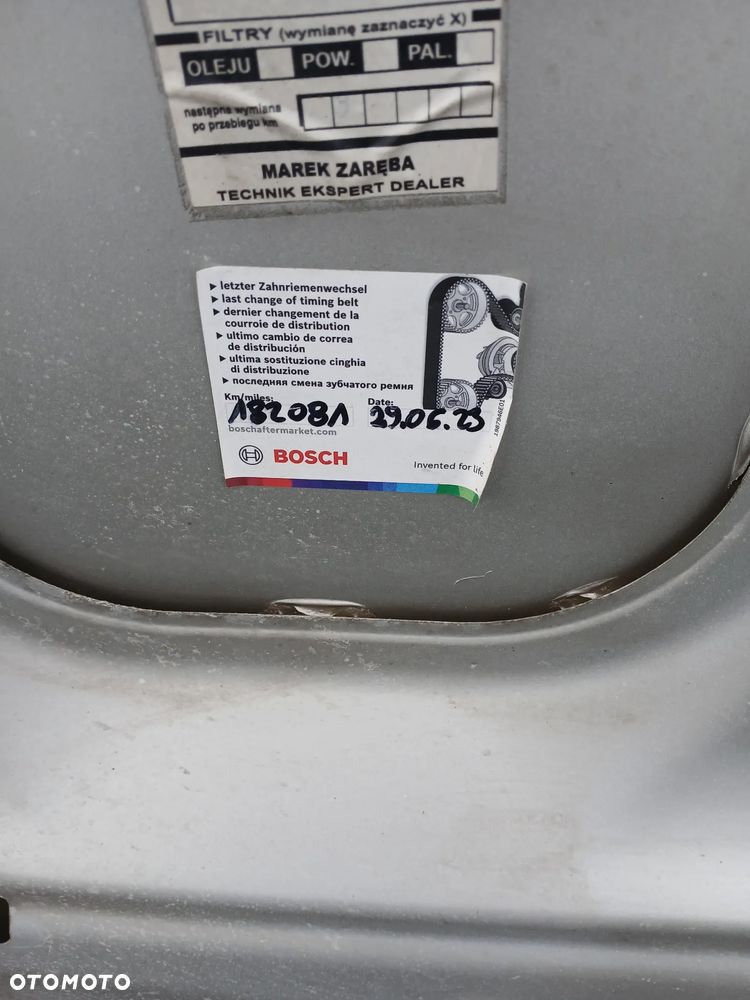 FILTRY (wymianę zaznaczyć X)
OLEJU POW. PAL.
następna wymiana
po przebiegu km
MAREK ZARĘBA
TECHNIK EKSPERT DEALER
▸ letzter Zahnriemenwechsel
▸ last change of timing belt
▸ dernier changement de la
courroie de distribution
▸ ultimo cambio de correa
de distribución
▸ ultima sostituzione cinghia
di distribuzione
▸ последняя смена зубчатого ремня
Km/miles: Date:
182081 29.06.23
boschaftermarket.com
1987946E01
BOSCH
Invented for life
OTOMOTO